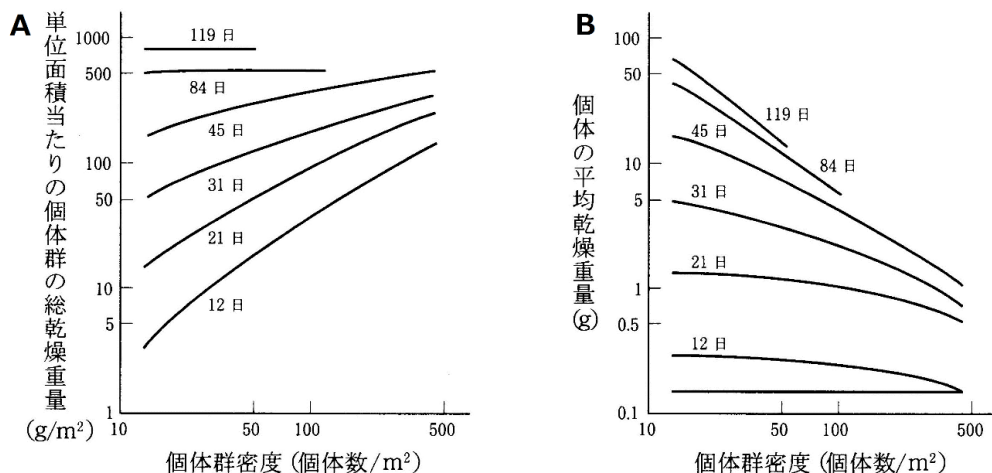 A
単位面積当たりの個体群の総乾燥重量
(g/m²)
1000
500
100
50
10
5
1
119 日
84 日
45 日
31 日
21 日
12 日
10
50
100
500
個体群密度 (個体数/m²)
B
個体の平均乾燥重量(g)
100
50
10
5
1
0.5
0.1
119 日
84 日
45 日
31 日
21 日
12 日
10
50
100
500
個体群密度 (個体数/m²)